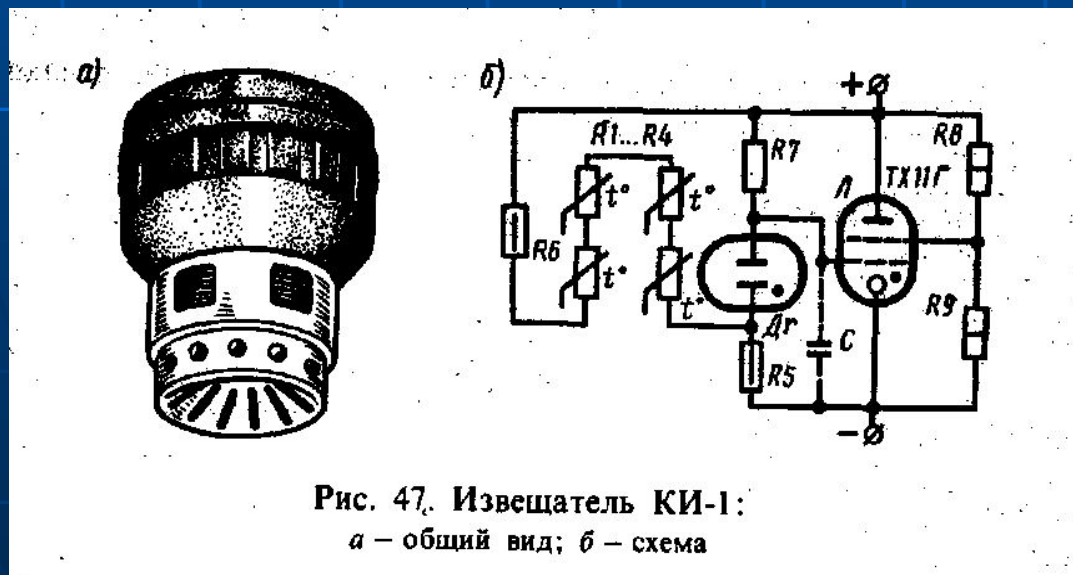 а)
б)
+
R1...R4
R7
R8
Л
ТХ11Г
t°
t°
R6
t°
t°
R9
Дг
С
R5
-
Рис. 47. Извещатель КИ-1:
а – общий вид; б – схема